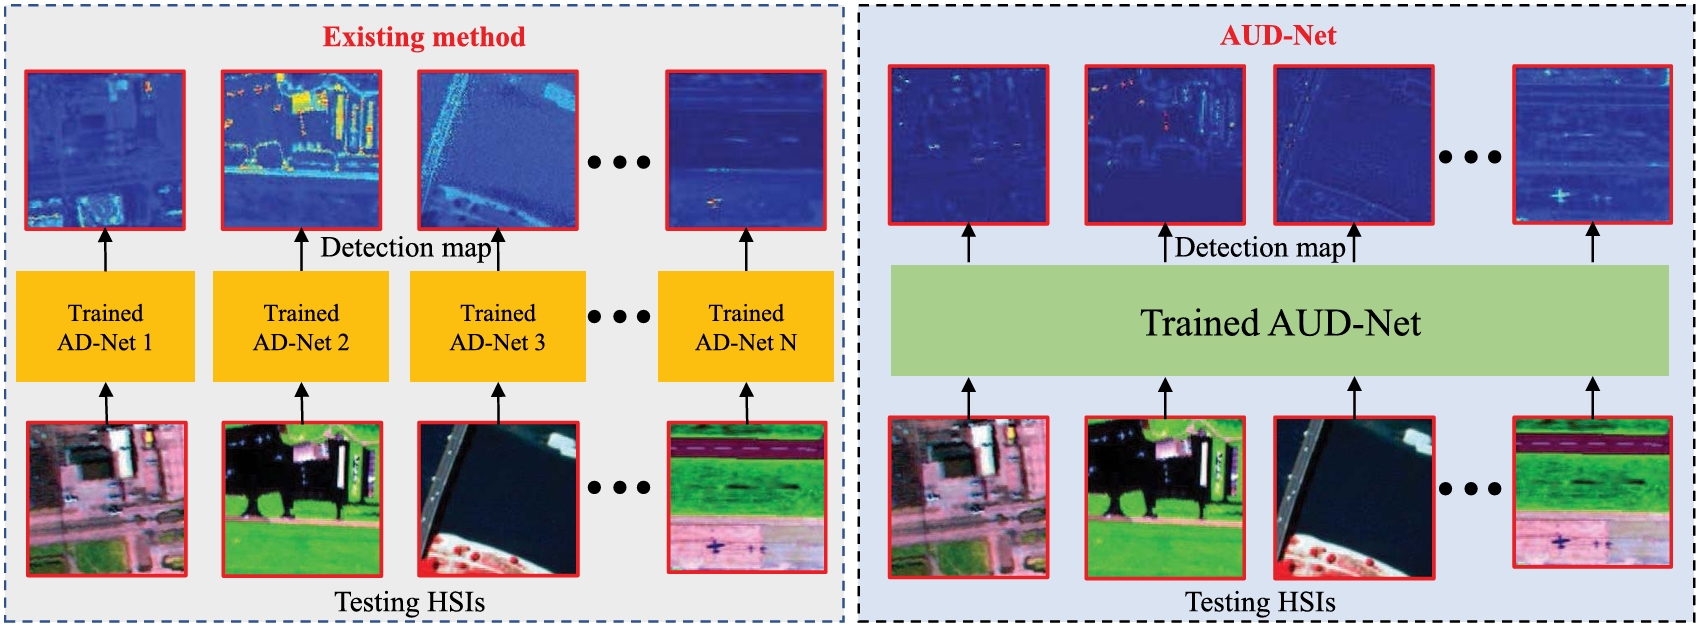 Existing method
Detection map
Trained
AD-Net 1
Trained
AD-Net 2
Trained
AD-Net 3
Trained
AD-Net N
Testing HSIs
AUD-Net
Detection map
Trained AUD-Net
Testing HSIs